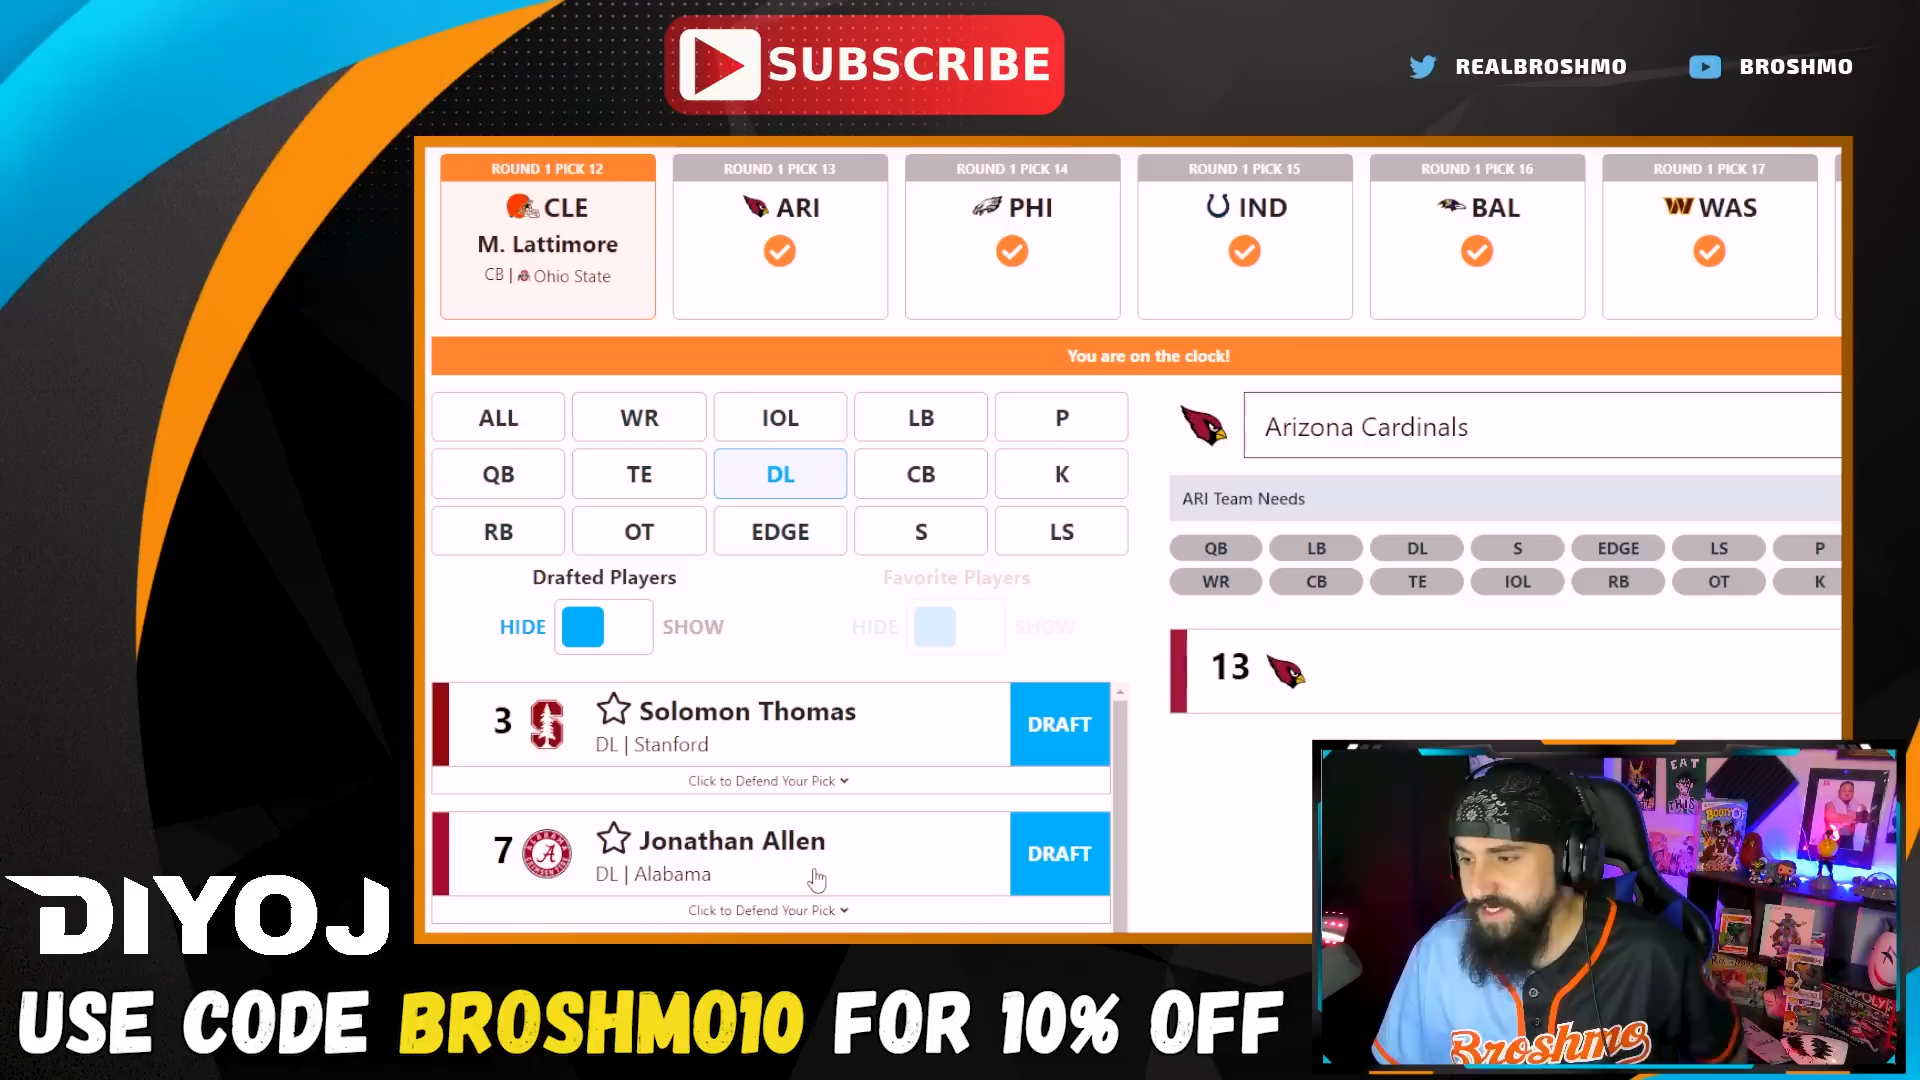 SUBSCRIBE
REALBROSHMO
BROSHMO
ROUND 1 PICK 12
CLE
M. Lattimore
CB | Ohio State
ROUND 1 PICK 13
ARI
ROUND 1 PICK 14
PHI
ROUND 1 PICK 15
IND
ROUND 1 PICK 16
BAL
ROUND 1 PICK 17
WAS
You are on the clock!
ALL WR IOL LB P
QB TE DL CB K
RB OT EDGE S LS
Drafted Players
HIDE SHOW
Favorite Players
HIDE SHOW
Arizona Cardinals
ARI Team Needs
QB LB DL S EDGE LS P
WR CB TE IOL RB OT K
13
3 Solomon Thomas
DL | Stanford
DRAFT
Click to Defend Your Pick
7 Jonathan Allen
DL | Alabama
DRAFT
Click to Defend Your Pick
DIYOJ
USE CODE BROSHMO10 FOR 10% OFF
EAT
THIS
Broshmo